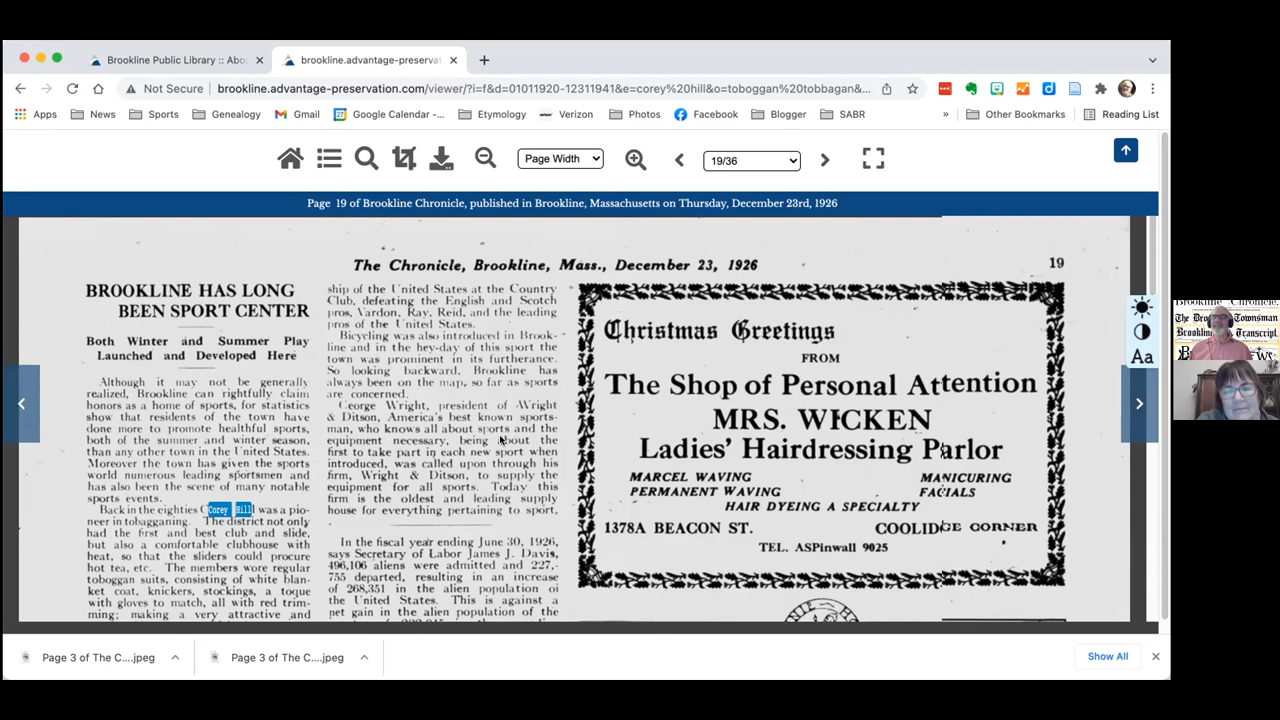 Brookline Public Library :: Abou
brookline.advantage-preservat
Not Secure
brookline.advantage-preservation.com/viewer/?i=f&d=01011920-12311941&e=corey%20hill&o=toboggan%20tobbagan&...
Apps
News
Sports
Genealogy
Gmail
Google Calendar -...
Etymology
Verizon
Photos
Facebook
Blogger
SABR
»
Other Bookmarks
Reading List
Page Width
19/36
Page 19 of Brookline Chronicle, published in Brookline, Massachusetts on Thursday, December 23rd, 1926
The Chronicle, Brookline, Mass., December 23, 1926
19
BROOKLINE HAS LONG
BEEN SPORT CENTER
Both Winter and Summer Play
Launched and Developed Here
Although it may not be generally
realized, Brookline can rightfully claim
honors as a home of sports, for statistics
show that residents of the town have
done more to promote healthful sports,
both of the summer and winter season,
than any other town in the United States.
Moreover the town has given the sports
world numerous leading sportsmen and
has also been the scene of many notable
sports events.
Back in the eighties Corey Hill was a pio-
neer in tobagganing. The district not only
had the first and best club and slide,
but also a comfortable clubhouse with
heat, so that the sliders could procure
hot tea, etc. The members wore regular
toboggan suits, consisting of white blan-
ket coat, knickers, stockings, a toque
with gloves to match, all with red trim-
ming; making a very attractive and
ship of the United States at the Country
Club, defeating the English and Scotch
pros, Vardon, Ray, Reid, and the leading
pros of the United States.
Bicycling was also introduced in Brook-
line and in the hey-day of this sport the
town was prominent in its furtherance.
So looking backward, Brookline has
always been on the map, so far as sports
are concerned.
George Wright, president of Wright
& Ditson, America's best known sports-
man, who knows all about sports and the
equipment necessary, being about the
first to take part in each new sport when
introduced, was called upon through his
firm, Wright & Ditson, to supply the
equipment for all sports. Today this
firm is the oldest and leading supply
house for everything pertaining to sport.
In the fiscal year ending June 30, 1926,
says Secretary of Labor James J. Davis,
496,106 aliens were admitted and 227,-
755 departed, resulting in an increase
of 268,351 in the alien population of
the United States. This is against a
net gain in the alien population of the
Christmas Greetings
FROM
The Shop of Personal Attention
MRS. WICKEN
Ladies' Hairdressing Parlor
MARCEL WAVING
MANICURING
PERMANENT WAVING
FACIALS
HAIR DYEING A SPECIALTY
1378A BEACON ST.
COOLIDGE CORNER
TEL. ASPinwall 9025
Aa
Brookline Chronicle.
Townsman
Transcript.
Page 3 of The C....jpeg
Page 3 of The C....jpeg
Show All